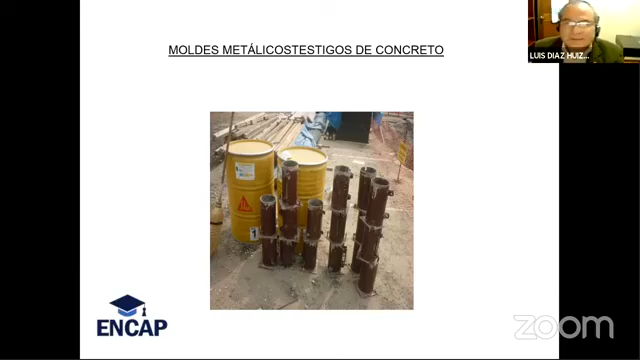 MOLDES METÁLICOSTESTIGOS DE CONCRETO
LUIS DIAZ HUIZ...
1
ENCAP
zoom